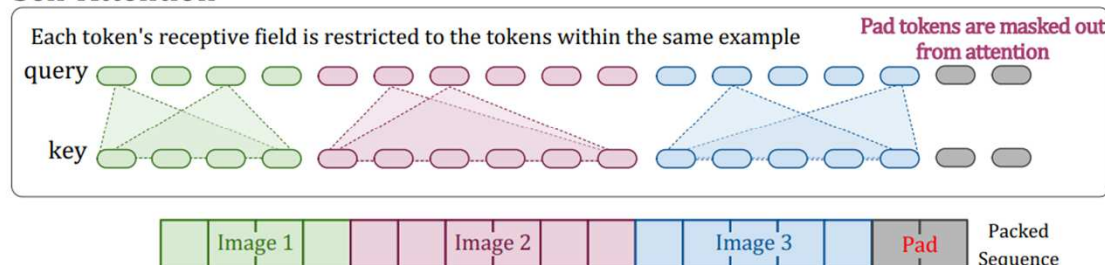 Each token's receptive field is restricted to the tokens within the same example
Pad tokens are masked out
from attention
query
key
Image 1
Image 2
Image 3
Pad
Packed
Sequence